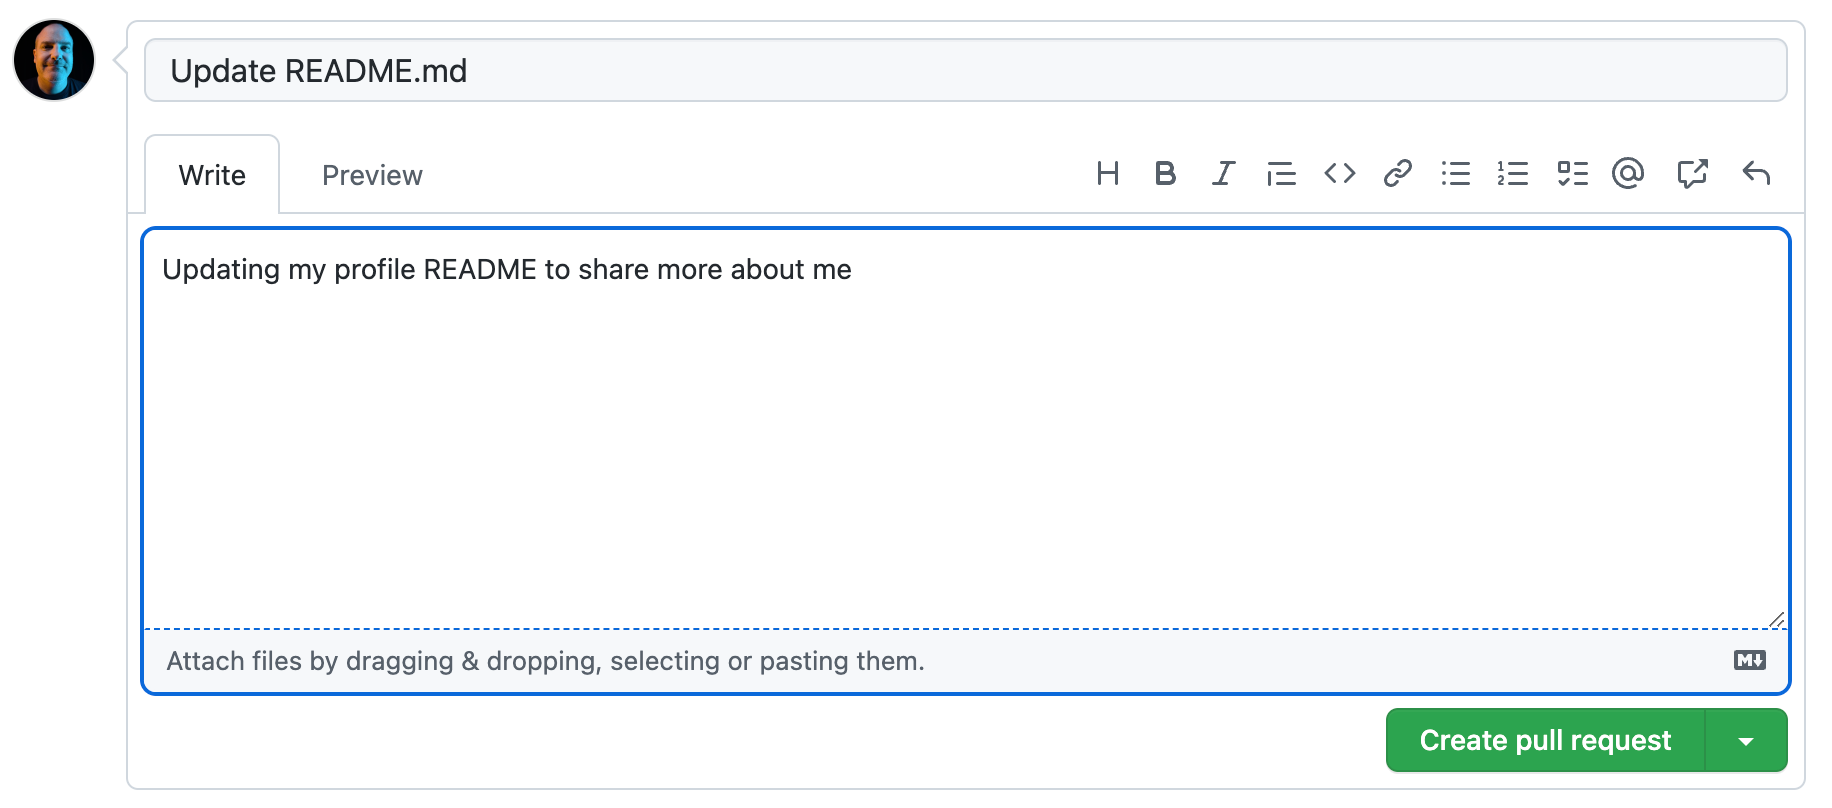 Update README.md
Write Preview
Updating my profile README to share more about me
Attach files by dragging & dropping, selecting or pasting them.
Create pull request